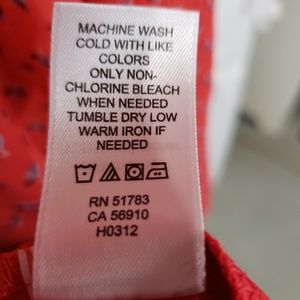 MACHINE WASH
COLD WITH LIKE
COLORS
ONLY NON-
CHLORINE BLEACH
WHEN NEEDED
TUMBLE DRY LOW
WARM IRON IF
NEEDED
RN 51783
CA 56910
H0312